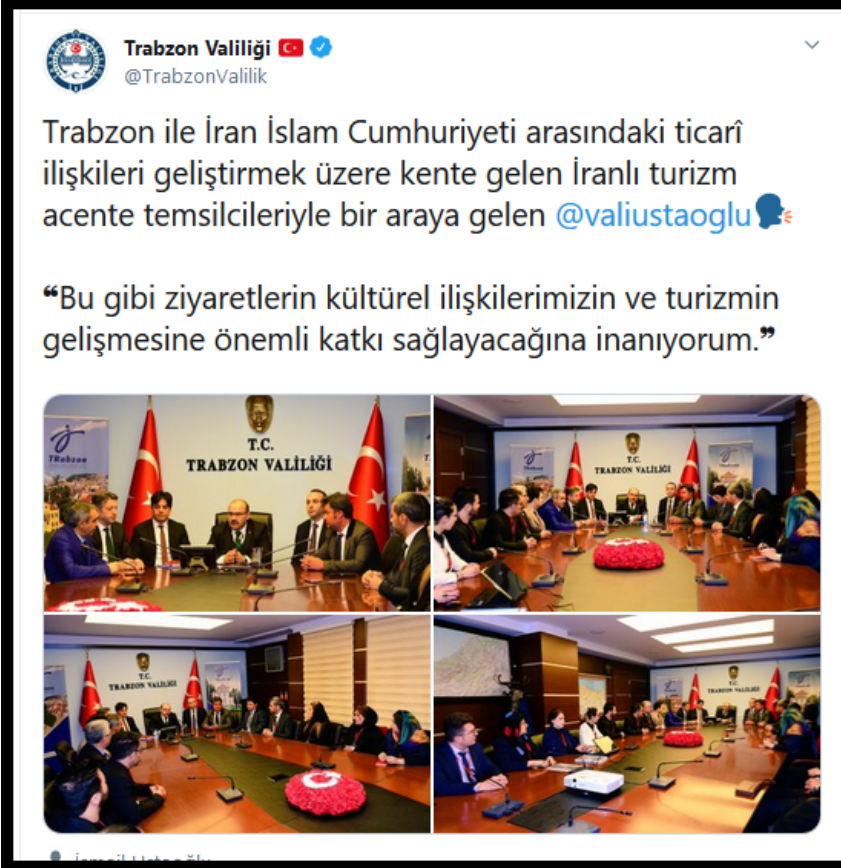 Trabzon Valiliği
@TrabzonValilik
Trabzon ile İran İslam Cumhuriyeti arasındaki ticarî
ilişkileri geliştirmek üzere kente gelen İranlı turizm
acente temsilcileriyle bir araya gelen @valiustaoglu
❝Bu gibi ziyaretlerin kültürel ilişkilerimizin ve turizmin
gelişmesine önemli katkı sağlayacağına inanıyorum.❞
TRabzon
T.C.
TRABZON VALİLİĞİ
T.C.
TRABZON VALİLİĞİ
T.C.
TRABZON VALİLİĞİ
T.C.
TRABZON VALİLİĞİ